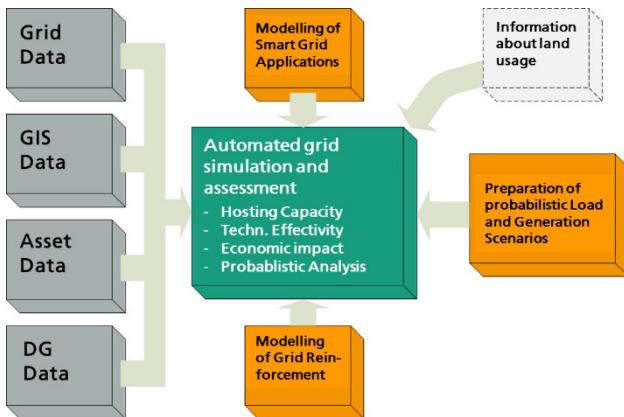 Grid
Data
GIS
Data
Asset
Data
DG
Data
Modelling of
Smart Grid
Applications
Information
about land
usage
Automated grid
simulation and
assessment
- Hosting Capacity
- Techn. Effectivity
- Economic impact
- Probablistic Analysis
Preparation of
probabilistic Load
and Generation
Scenarios
Modelling
of Grid Rein-
forcement